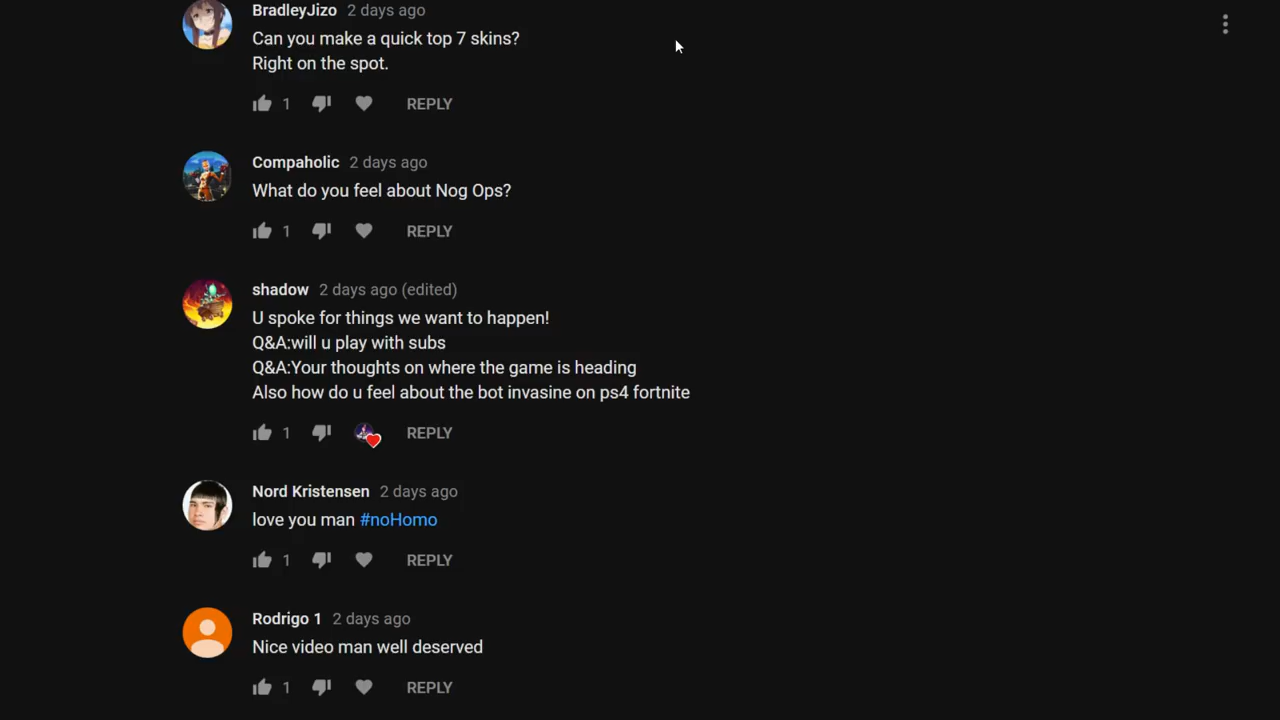 BradleyJizo 2 days ago
Can you make a quick top 7 skins?
Right on the spot.
1 REPLY
Compaholic 2 days ago
What do you feel about Nog Ops?
1 REPLY
shadow 2 days ago (edited)
U spoke for things we want to happen!
Q&A:will u play with subs
Q&A:Your thoughts on where the game is heading
Also how do u feel about the bot invasine on ps4 fortnite
1 REPLY
Nord Kristensen 2 days ago
love you man #noHomo
1 REPLY
Rodrigo 1 2 days ago
Nice video man well deserved
1 REPLY